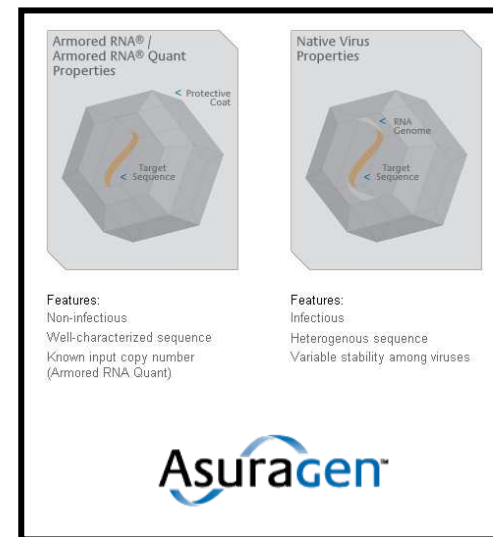 Armored RNA® /
Armored RNA® Quant
Properties
< Protective
Coat
Target
< Sequence
Features:
Non-infectious
Well-characterized sequence
Known input copy number
(Armored RNA Quant)
Native Virus
Properties
< RNA
Genome
Target
< Sequence
Features:
Infectious
Heterogenous sequence
Variable stability among viruses
Asuragen™